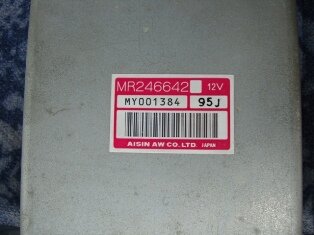 MR246642 12V
MY001384 95J
AISIN AW CO.,LTD. JAPAN